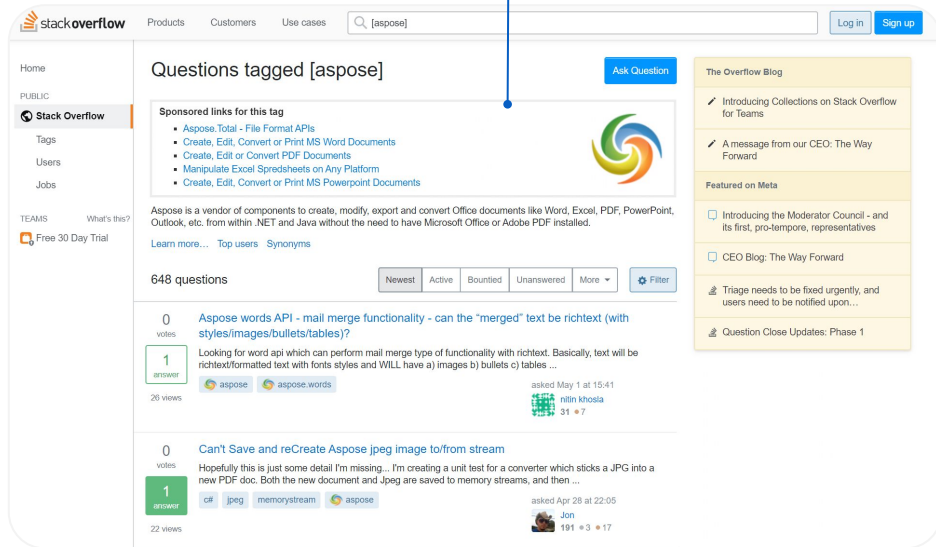 stackoverflow Products Customers Use cases [aspose] Log in Sign up
Home
PUBLIC
Stack Overflow
Tags
Users
Jobs
TEAMS What's this?
Free 30 Day Trial
Questions tagged [aspose] Ask Question
Sponsored links for this tag
Aspose.Total - File Format APIs
Create, Edit, Convert or Print MS Word Documents
Create, Edit or Convert PDF Documents
Manipulate Excel Spredsheets on Any Platform
Create, Edit, Convert or Print MS Powerpoint Documents
Aspose is a vendor of components to create, modify, export and convert Office documents like Word, Excel, PDF, PowerPoint,
Outlook, etc. from within .NET and Java without the need to have Microsoft Office or Adobe PDF installed.
Learn more… Top users Synonyms
648 questions Newest Active Bountied Unanswered More Filter
0
votes
1
answer
26 views
Aspose words API - mail merge functionality - can the “merged” text be richtext (with
styles/images/bullets/tables)?
Looking for word api which can perform mail merge type of functionality with richtext. Basically, text will be
richtext/formatted text with fonts styles and WILL have a) images b) bullets c) tables ...
aspose aspose.words
asked May 1 at 15:41
nitin khosla
31 7
0
votes
1
answer
22 views
Can't Save and reCreate Aspose jpeg image to/from stream
Hopefully this is just some detail I'm missing... I'm creating a unit test for a converter which sticks a JPG into a
new PDF doc. Both the new document and Jpeg are saved to memory streams, and then ...
c# jpeg memorystream aspose
asked Apr 28 at 22:05
Jon
191 3 17
The Overflow Blog
Introducing Collections on Stack Overflow
for Teams
A message from our CEO: The Way
Forward
Featured on Meta
Introducing the Moderator Council - and
its first, pro-tempore, representatives
CEO Blog: The Way Forward
Triage needs to be fixed urgently, and
users need to be notified upon…
Question Close Updates: Phase 1